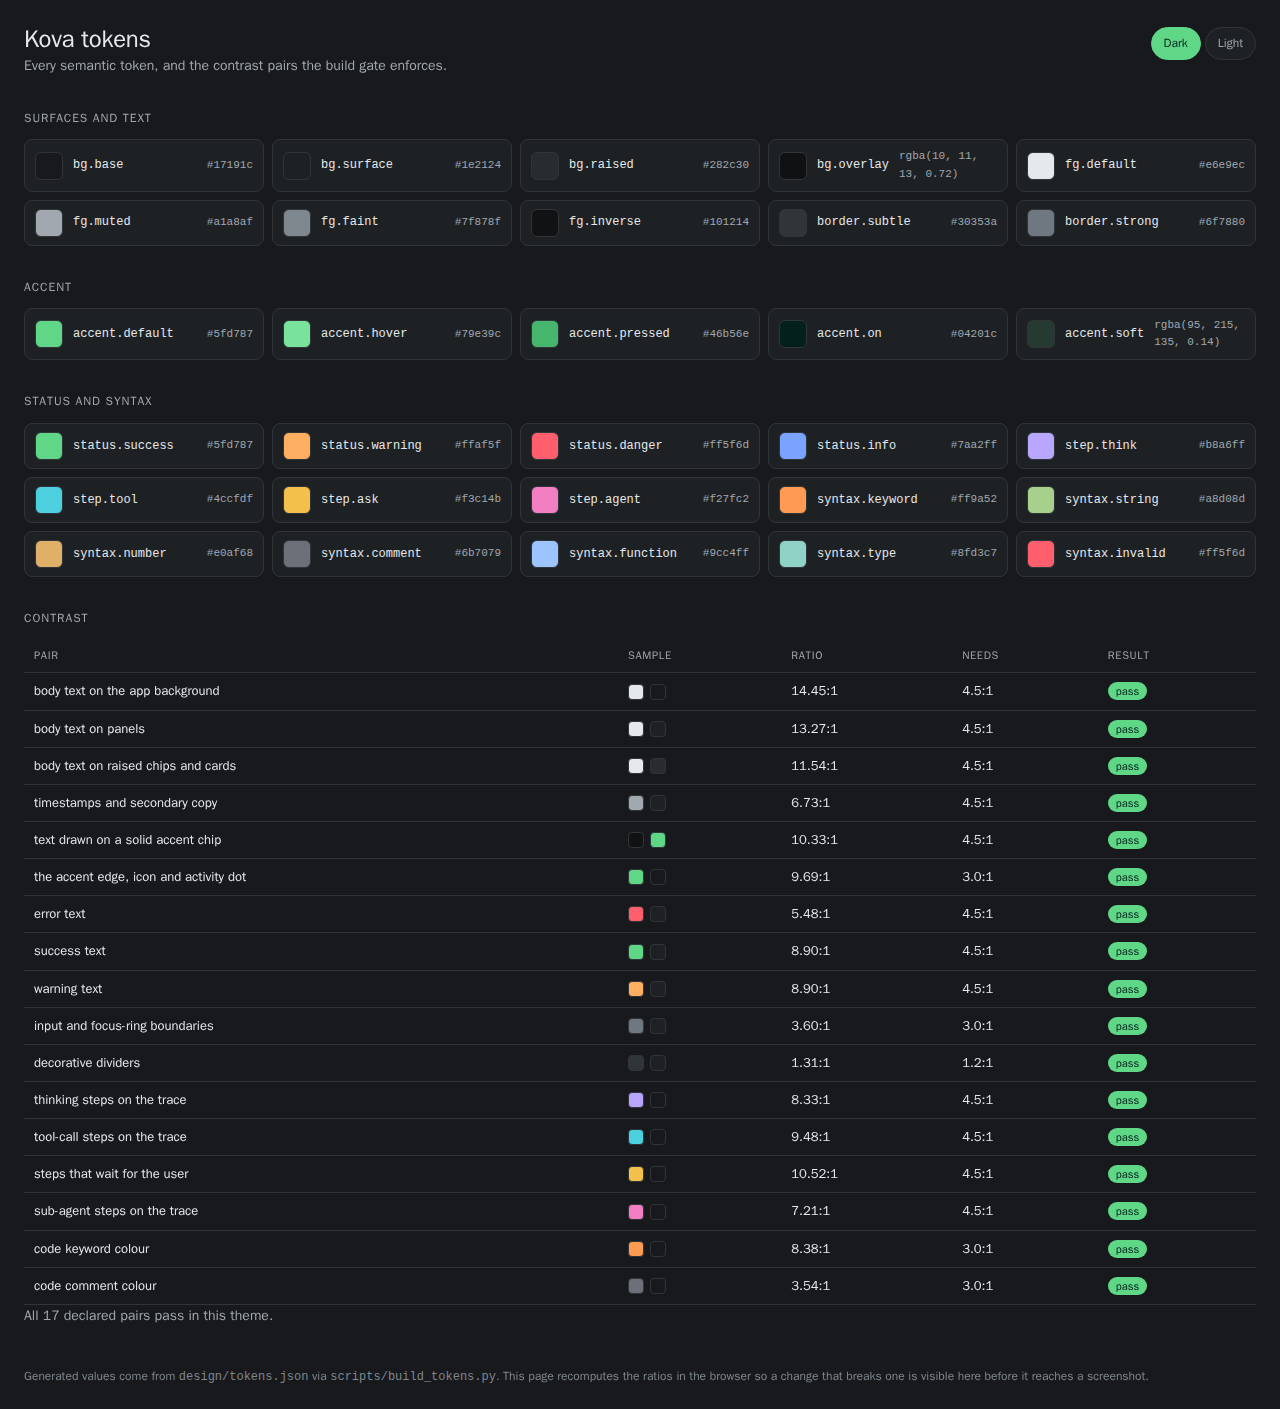 Kova tokens
Dark
Light
Every semantic token, and the contrast pairs the build gate enforces.
SURFACES AND TEXT
bg.base #17191c
bg.surface #1e2124
bg.raised #282c30
bg.overlay rgba(10, 11, 13, 0.72)
fg.default #e6e9ec
fg.muted #a1a8af
fg.faint #7f878f
fg.inverse #101214
border.subtle #30353a
border.strong #6f7880
ACCENT
accent.default #5fd787
accent.hover #79e39c
accent.pressed #46b56e
accent.on #04201c
accent.soft rgba(95, 215, 135, 0.14)
STATUS AND SYNTAX
status.success #5fd787
status.warning #ffaf5f
status.danger #ff5f6d
status.info #7aa2ff
step.think #b8a6ff
step.tool #4ccfdf
step.ask #f3c14b
step.agent #f27fc2
syntax.keyword #ff9a52
syntax.string #a8d08d
syntax.number #e0af68
syntax.comment #6b7079
syntax.function #9cc4ff
syntax.type #8fd3c7
syntax.invalid #ff5f6d
CONTRAST
PAIR SAMPLE RATIO NEEDS RESULT
body text on the app background 14.45:1 4.5:1 pass
body text on panels 13.27:1 4.5:1 pass
body text on raised chips and cards 11.54:1 4.5:1 pass
timestamps and secondary copy 6.73:1 4.5:1 pass
text drawn on a solid accent chip 10.33:1 4.5:1 pass
the accent edge, icon and activity dot 9.69:1 3.0:1 pass
error text 5.48:1 4.5:1 pass
success text 8.90:1 4.5:1 pass
warning text 8.90:1 4.5:1 pass
input and focus-ring boundaries 3.60:1 3.0:1 pass
decorative dividers 1.31:1 1.2:1 pass
thinking steps on the trace 8.33:1 4.5:1 pass
tool-call steps on the trace 9.48:1 4.5:1 pass
steps that wait for the user 10.52:1 4.5:1 pass
sub-agent steps on the trace 7.21:1 4.5:1 pass
code keyword colour 8.38:1 3.0:1 pass
code comment colour 3.54:1 3.0:1 pass
All 17 declared pairs pass in this theme.
Generated values come from design/tokens.json via scripts/build_tokens.py. This page recomputes the ratios in the browser so a change that breaks one is visible here before it reaches a screenshot.